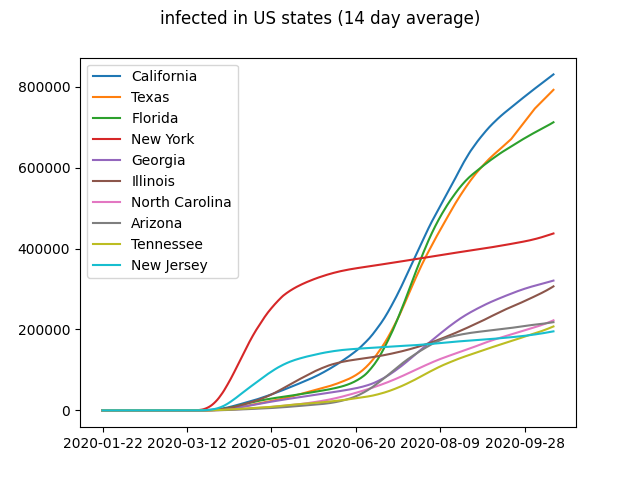 infected in US states (14 day average)
California
Texas
Florida
New York
Georgia
Illinois
North Carolina
Arizona
Tennessee
New Jersey
800000
600000
400000
200000
0
2020-01-22 2020-03-12 2020-05-01 2020-06-20 2020-08-09 2020-09-28